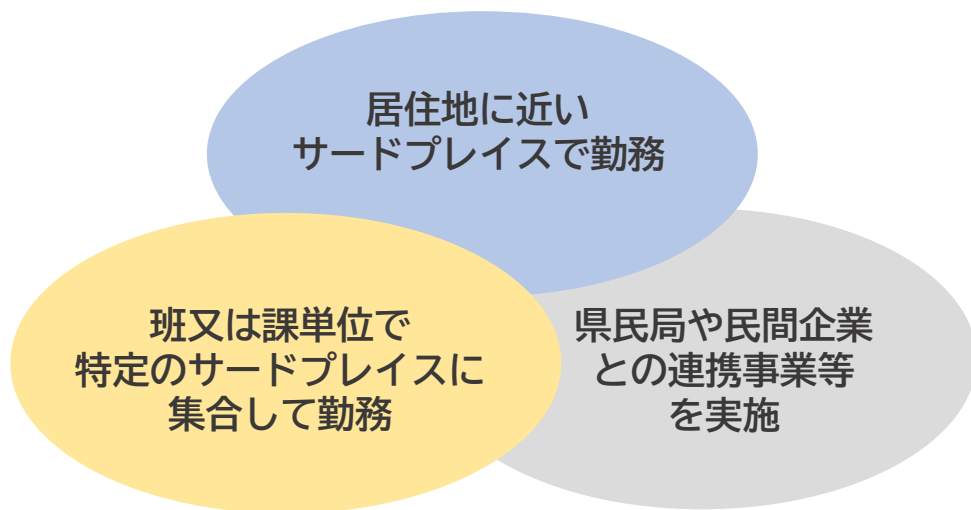 居住地に近い
サードプレイスで勤務
班又は課単位で
特定のサードプレイスに
集合して勤務
県民局や民間企業
との連携事業等
を実施